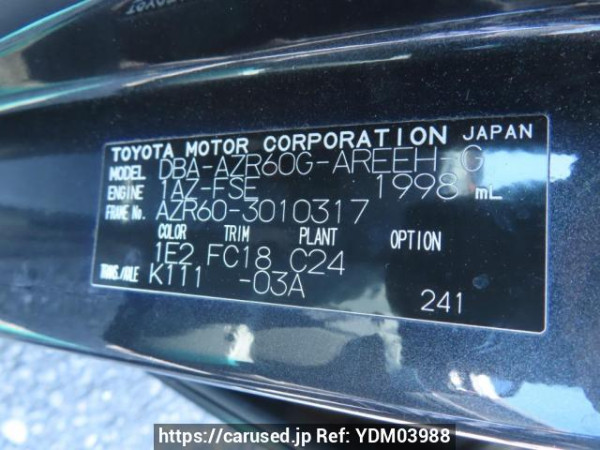 TOYOTA MOTOR CORPORATION JAPAN
MODEL DBA-AZR60G-AREEH-G
ENGINE 1AZ-FSE 1998 mL
FRAME No. AZR60-3010317
COLOR TRIM PLANT OPTION
1E2 FC18 C24
TRANS./AXLE K111 -03A
241
https://carused.jp Ref: YDM03988